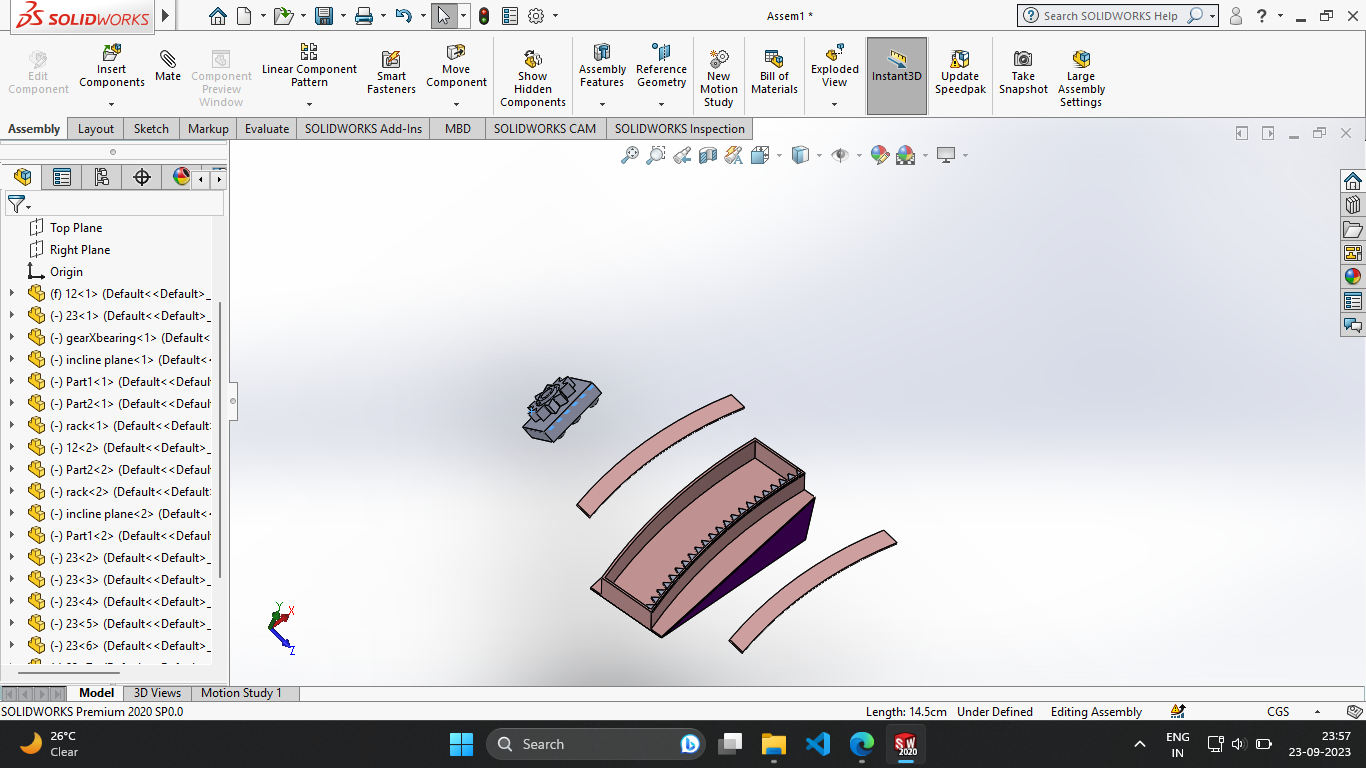 SOLIDWORKS
Assem1 *
Search SOLIDWORKS Help
Edit
Component
Insert
Components
Mate
Component
Preview
Window
Linear Component
Pattern
Smart
Fasteners
Move
Component
Show
Hidden
Components
Assembly
Features
Reference
Geometry
New
Motion
Study
Bill of
Materials
Exploded
View
Instant3D
Update
Speedpak
Take
Snapshot
Large
Assembly
Settings
Assembly Layout Sketch Markup Evaluate SOLIDWORKS Add-Ins MBD SOLIDWORKS CAM SOLIDWORKS Inspection
Top Plane
Right Plane
Origin
(f) 12<1> (Default<<Default>_
(-) 23<1> (Default<<Default>_
(-) gearXbearing<1> (Default<
(-) incline plane<1> (Default<
(-) Part1<1> (Default<<Defaul
(-) Part2<1> (Default<<Defaul
(-) rack<1> (Default<<Default
(-) 12<2> (Default<<Default>_
(-) Part2<2> (Default<<Defaul
(-) rack<2> (Default<<Default
(-) incline plane<2> (Default<
(-) Part1<2> (Default<<Defaul
(-) 23<2> (Default<<Default>_
(-) 23<3> (Default<<Default>_
(-) 23<4> (Default<<Default>_
(-) 23<5> (Default<<Default>_
(-) 23<6> (Default<<Default>_
Y
X
Z
Model 3D Views Motion Study 1
SOLIDWORKS Premium 2020 SP0.0
Length: 14.5cm Under Defined Editing Assembly CGS
26°C
Clear
Search
SW
2020
ENG
IN
23:57
23-09-2023